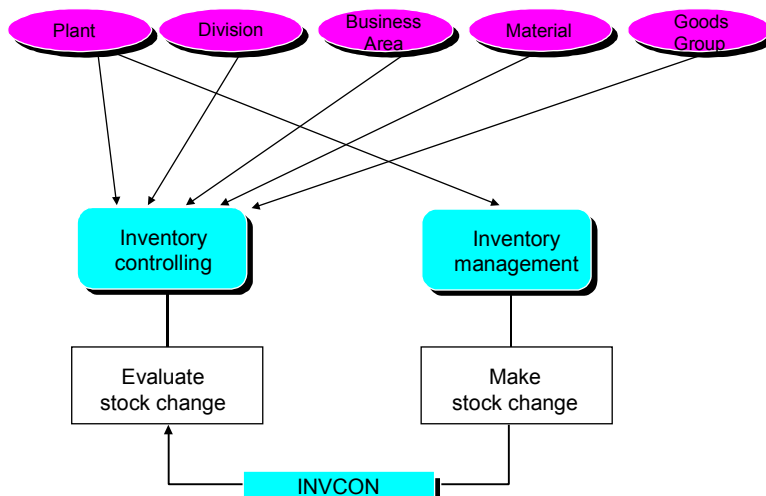 Plant
Division
Business
Area
Material
Goods
Group
Inventory
controlling
Inventory
management
Evaluate
stock change
Make
stock change
INVCON